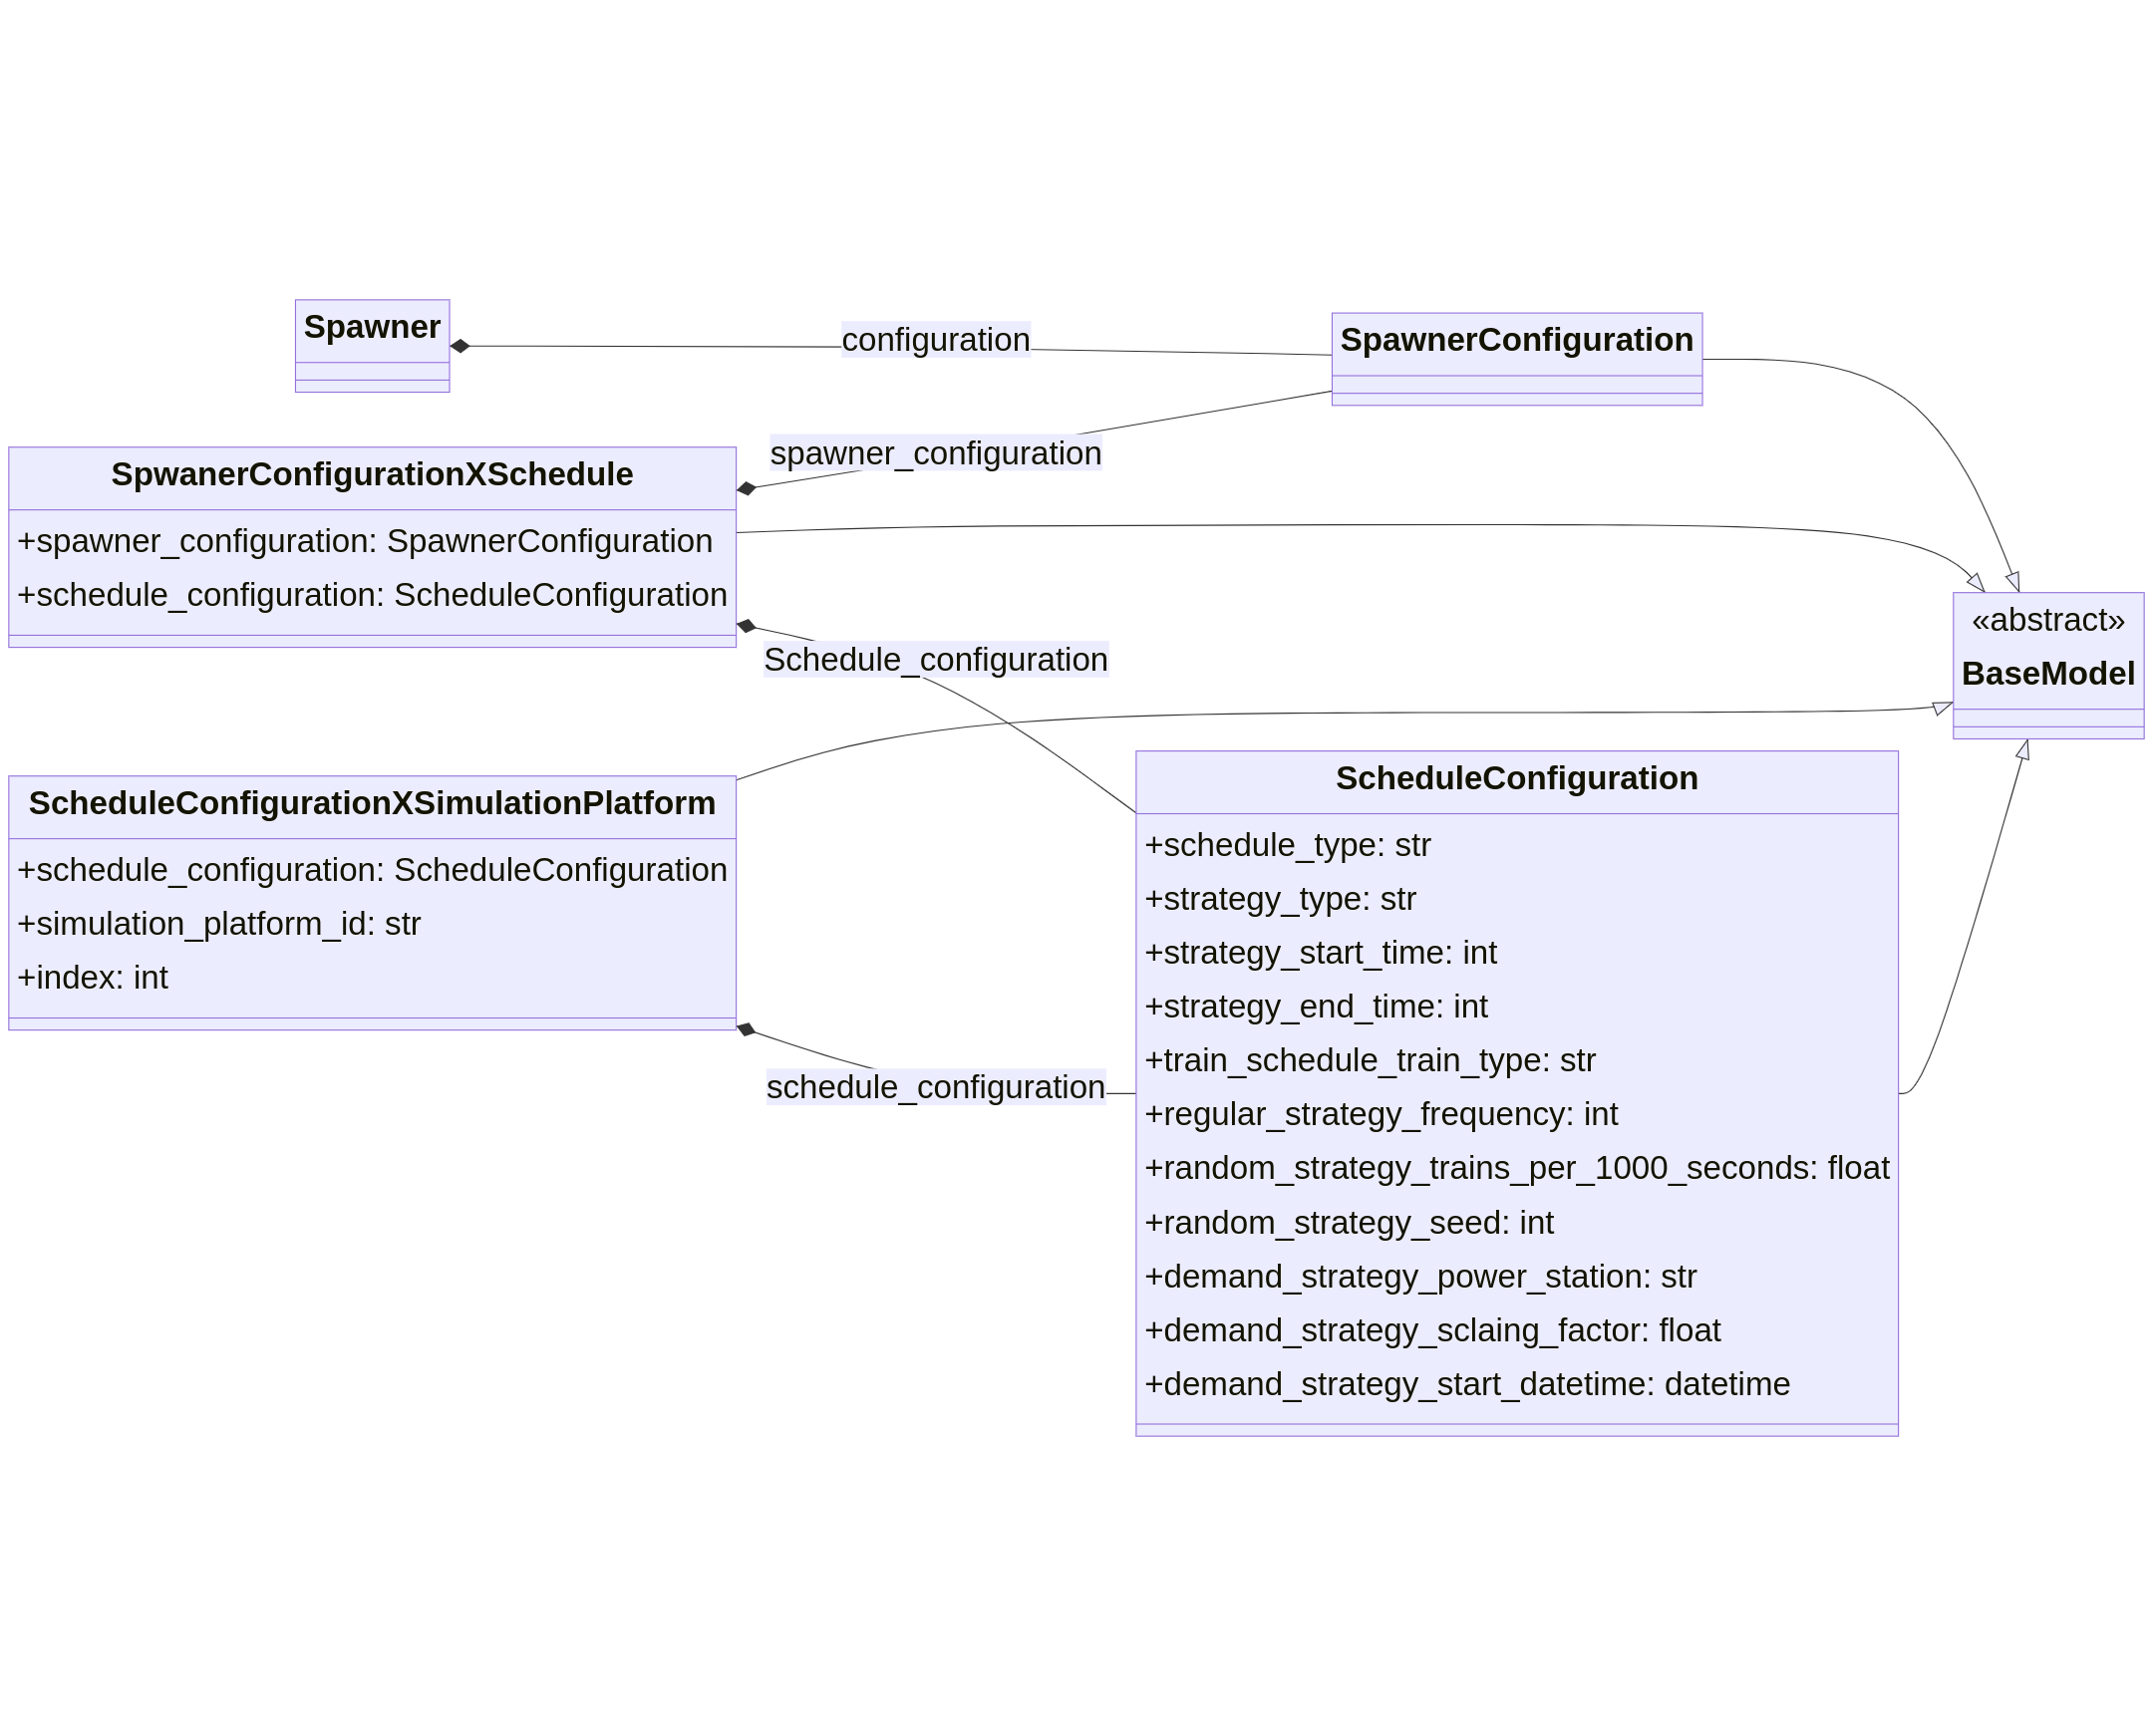 Spawner
configuration
SpawnerConfiguration
spawner_configuration
SpwanerConfigurationXSchedule
+spawner_configuration: SpawnerConfiguration
+schedule_configuration: ScheduleConfiguration
Schedule_configuration
«abstract»
BaseModel
ScheduleConfigurationXSimulationPlatform
+schedule_configuration: ScheduleConfiguration
+simulation_platform_id: str
+index: int
schedule_configuration
ScheduleConfiguration
+schedule_type: str
+strategy_type: str
+strategy_start_time: int
+strategy_end_time: int
+train_schedule_train_type: str
+regular_strategy_frequency: int
+random_strategy_trains_per_1000_seconds: float
+random_strategy_seed: int
+demand_strategy_power_station: str
+demand_strategy_sclaing_factor: float
+demand_strategy_start_datetime: datetime